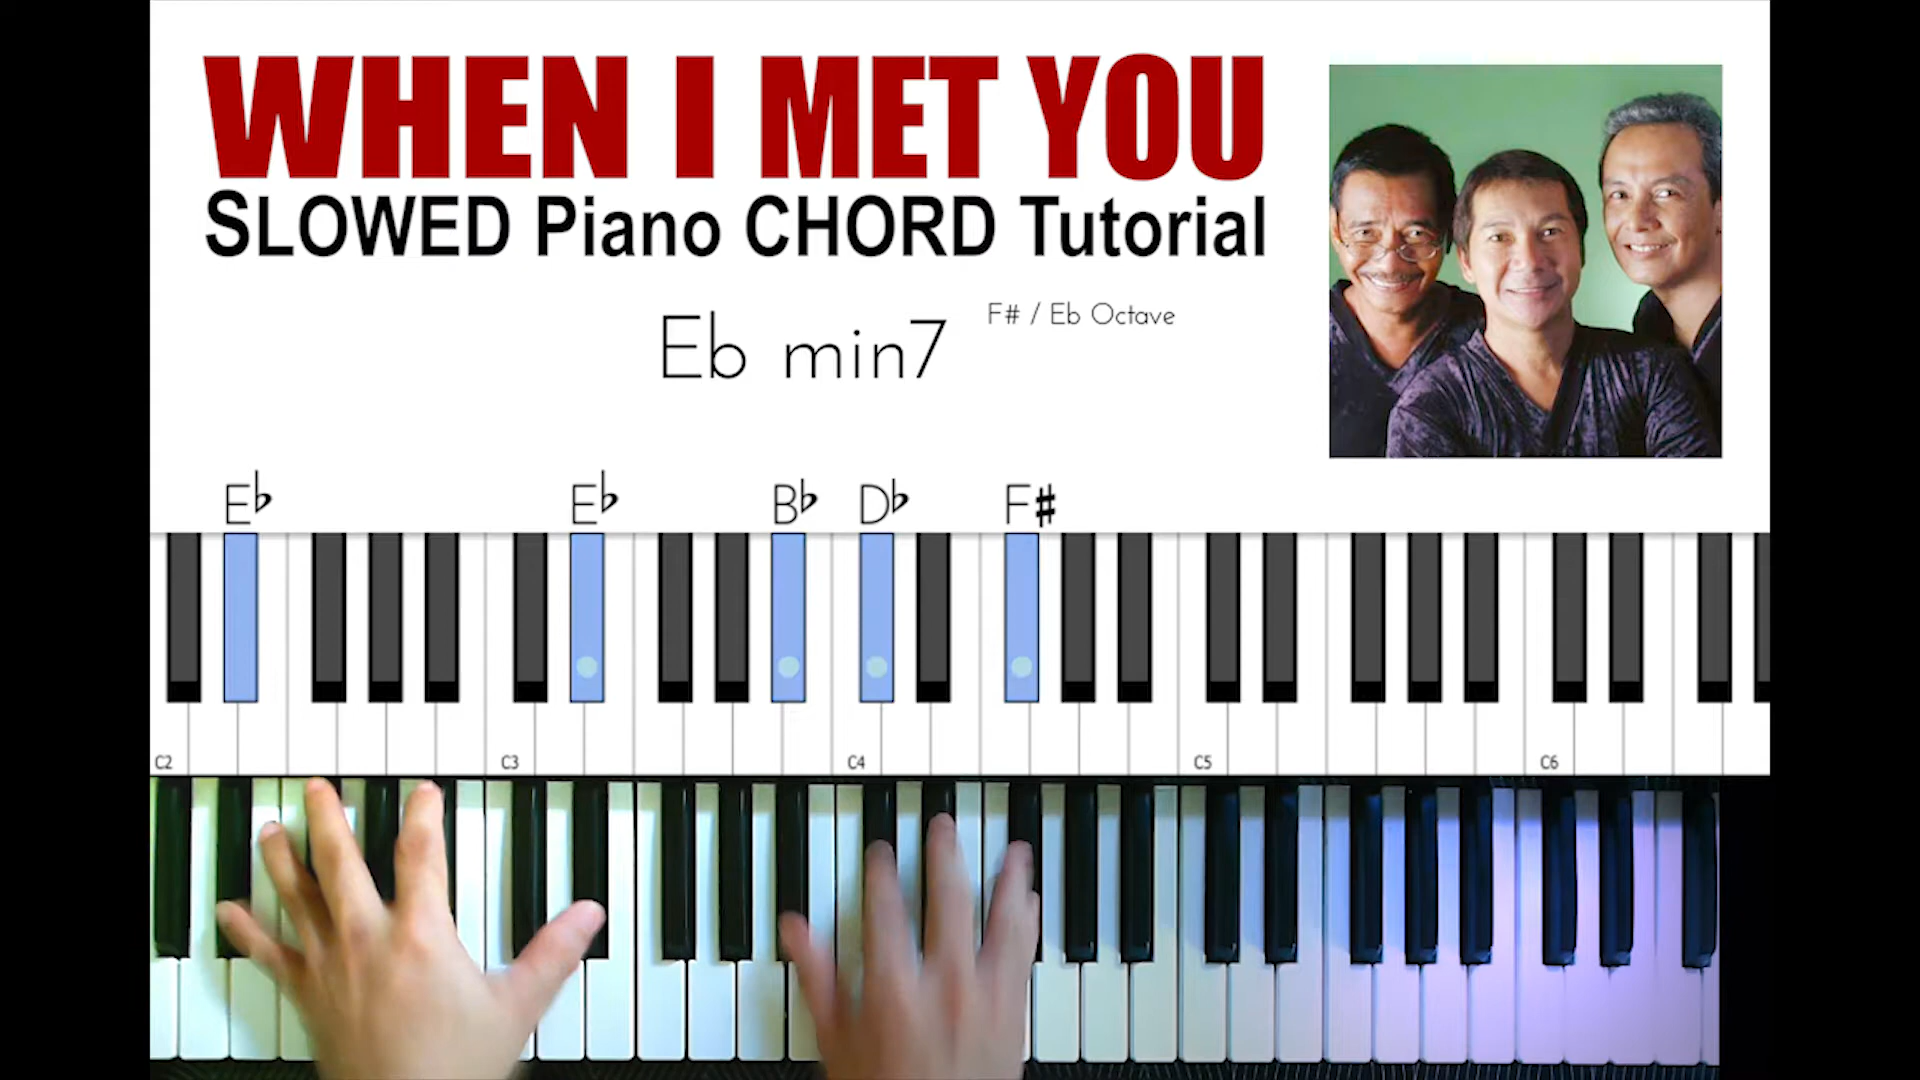 WHEN I MET YOU
SLOWED Piano CHORD Tutorial
Eb min7
F# / Eb Octave
E♭ E♭ B♭ D♭ F♯
C2 C3 C4 C5 C6